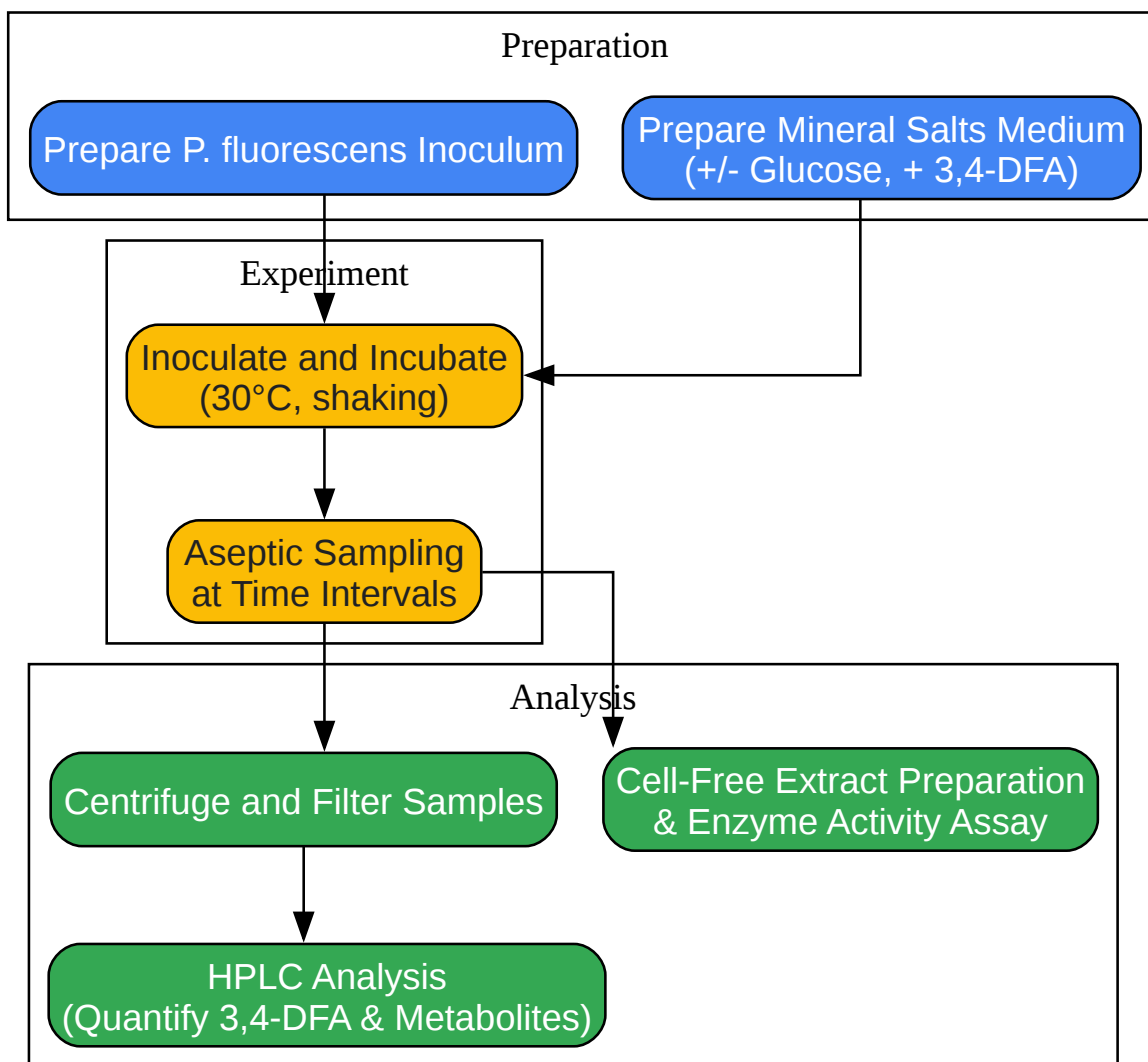 Preparation
Prepare P. fluorescens Inoculum
Prepare Mineral Salts Medium
(+/- Glucose, + 3,4-DFA)
Experiment
Inoculate and Incubate
(30°C, shaking)
Aseptic Sampling
at Time Intervals
Analysis
Centrifuge and Filter Samples
Cell-Free Extract Preparation
& Enzyme Activity Assay
HPLC Analysis
(Quantify 3,4-DFA & Metabolites)